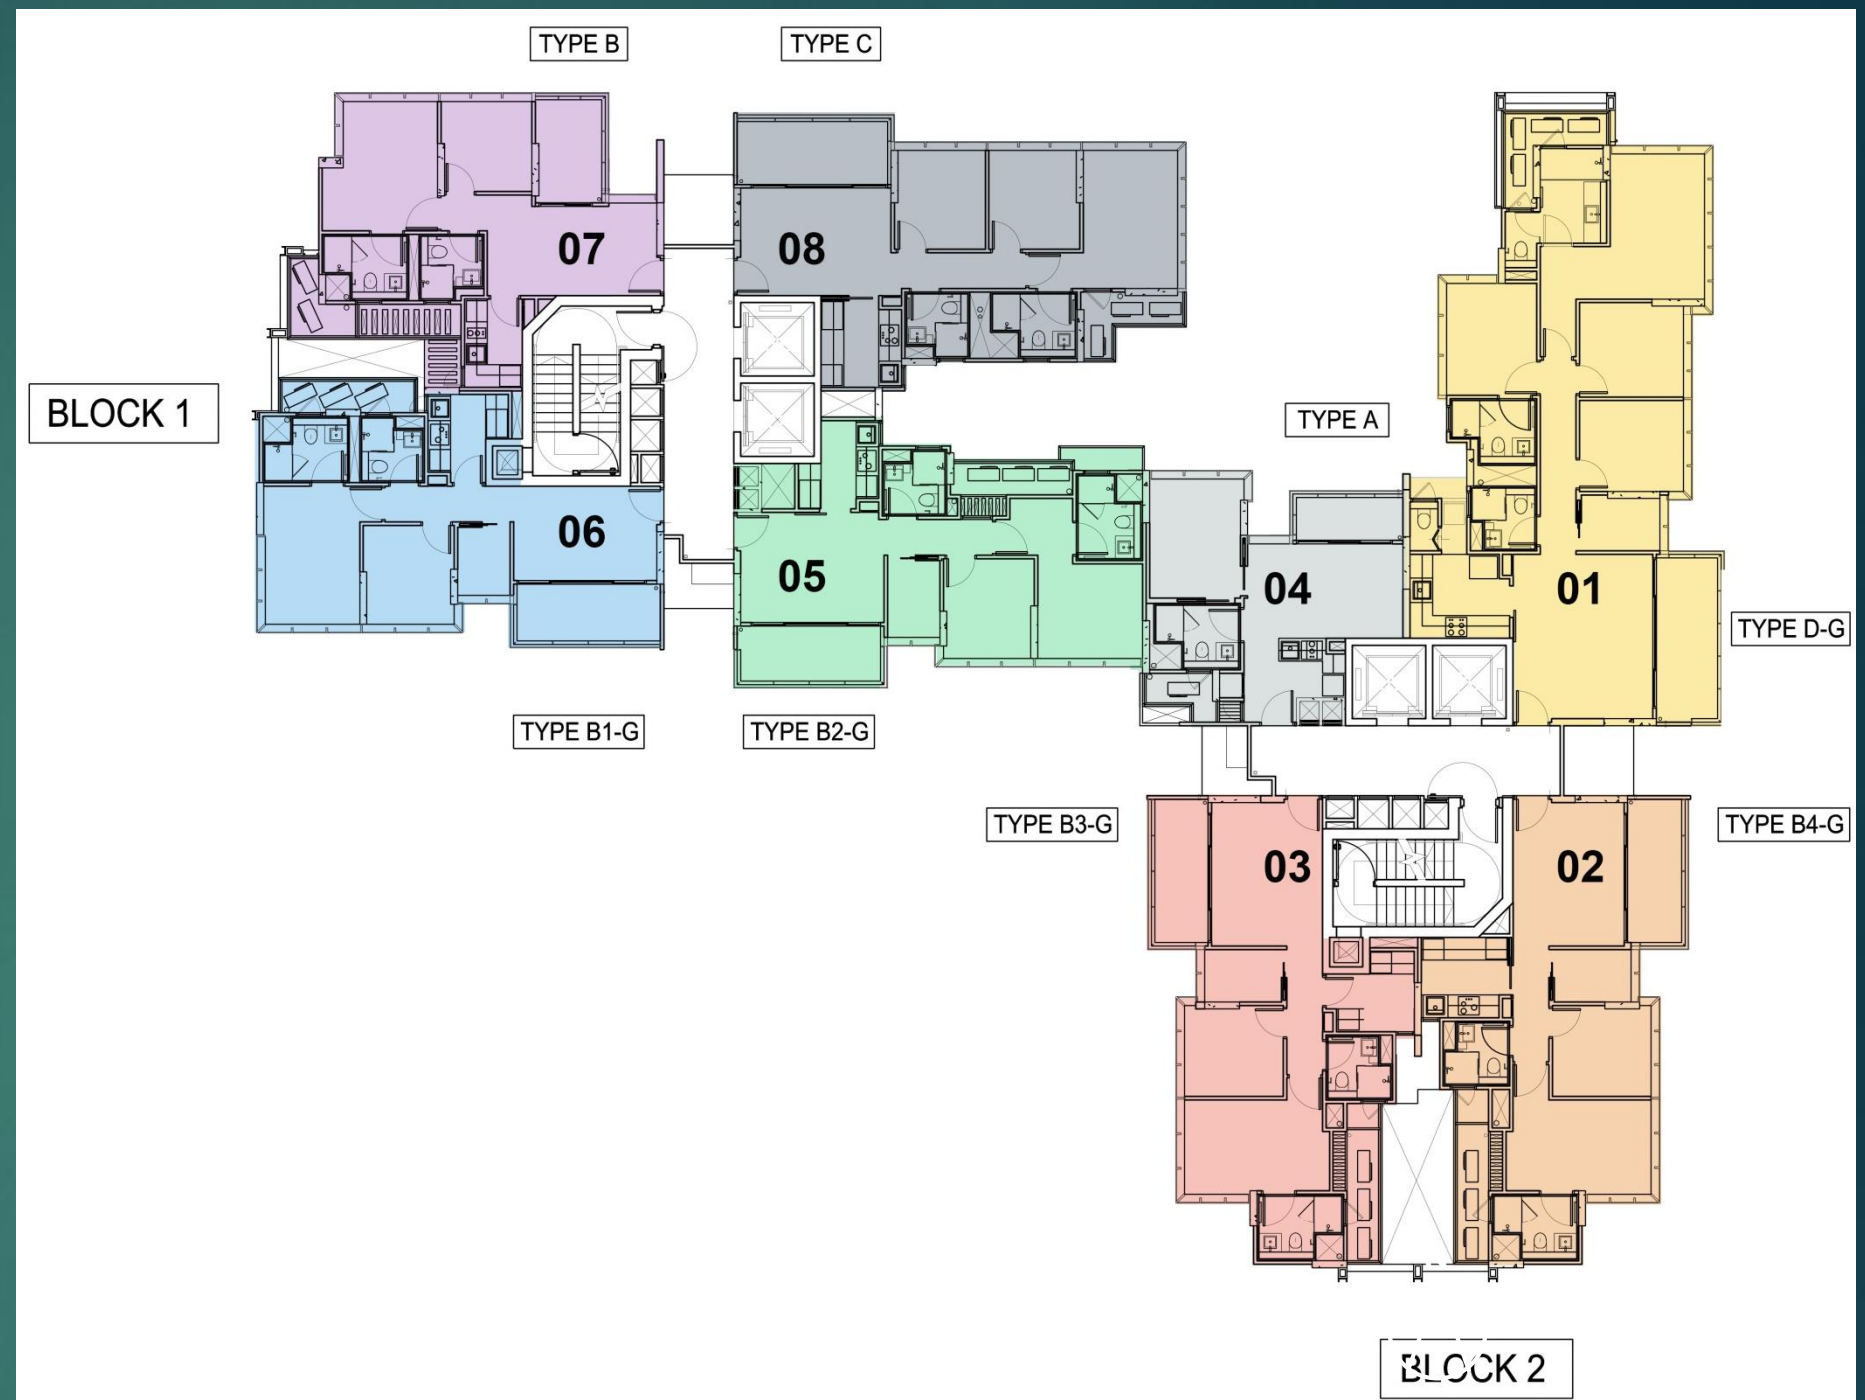 TYPE B
TYPE C
07
08
BLOCK 1
TYPE A
06
05
04
01
TYPE D-G
TYPE B1-G
TYPE B2-G
TYPE B3-G
TYPE B4-G
03
02
BLOCK 2